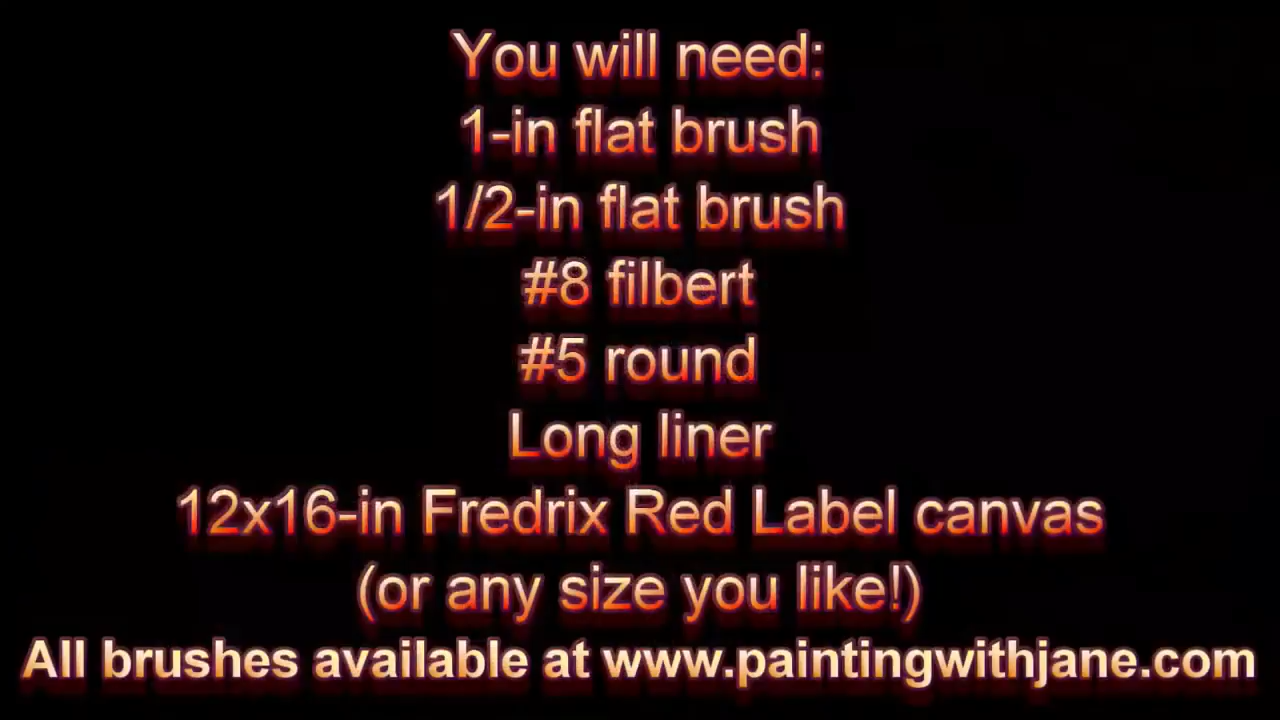 You will need:
1-in flat brush
1/2-in flat brush
#8 filbert
#5 round
Long liner
12x16-in Fredrix Red Label canvas
(or any size you like!)
All brushes available at www.paintingwithjane.com